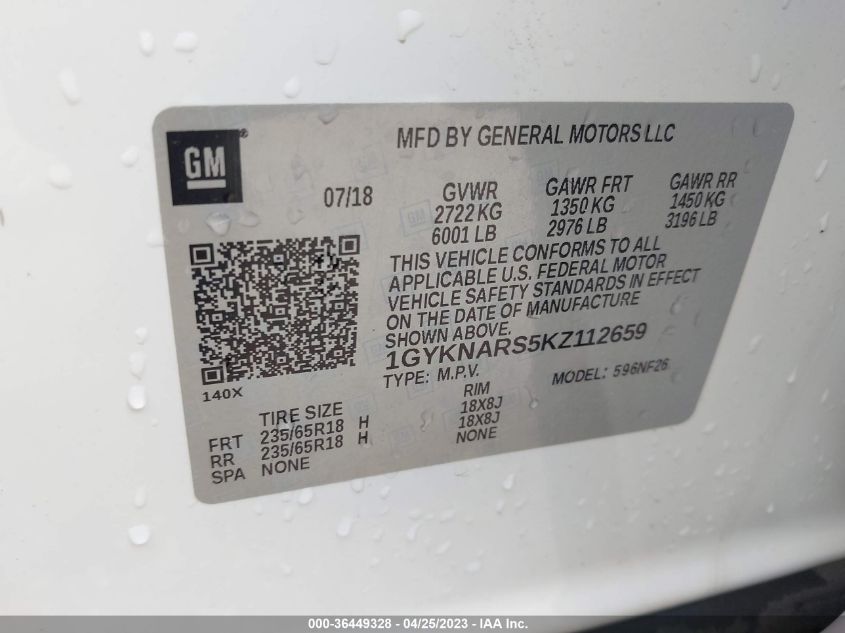 GM®
MFD BY GENERAL MOTORS LLC
07/18
GVWR
2722 KG
6001 LB
GAWR FRT
1350 KG
2976 LB
GAWR RR
1450 KG
3196 LB
THIS VEHICLE CONFORMS TO ALL
APPLICABLE U.S. FEDERAL MOTOR
VEHICLE SAFETY STANDARDS IN EFFECT
ON THE DATE OF MANUFACTURE
SHOWN ABOVE.
1GYKNARS5KZ112659
TYPE: M.P.V.
MODEL: 596NF26
140X
TIRE SIZE RIM
FRT 235/65R18 H 18X8J
RR 235/65R18 H 18X8J
SPA NONE NONE
000-36449328 - 04/25/2023 - IAA Inc.